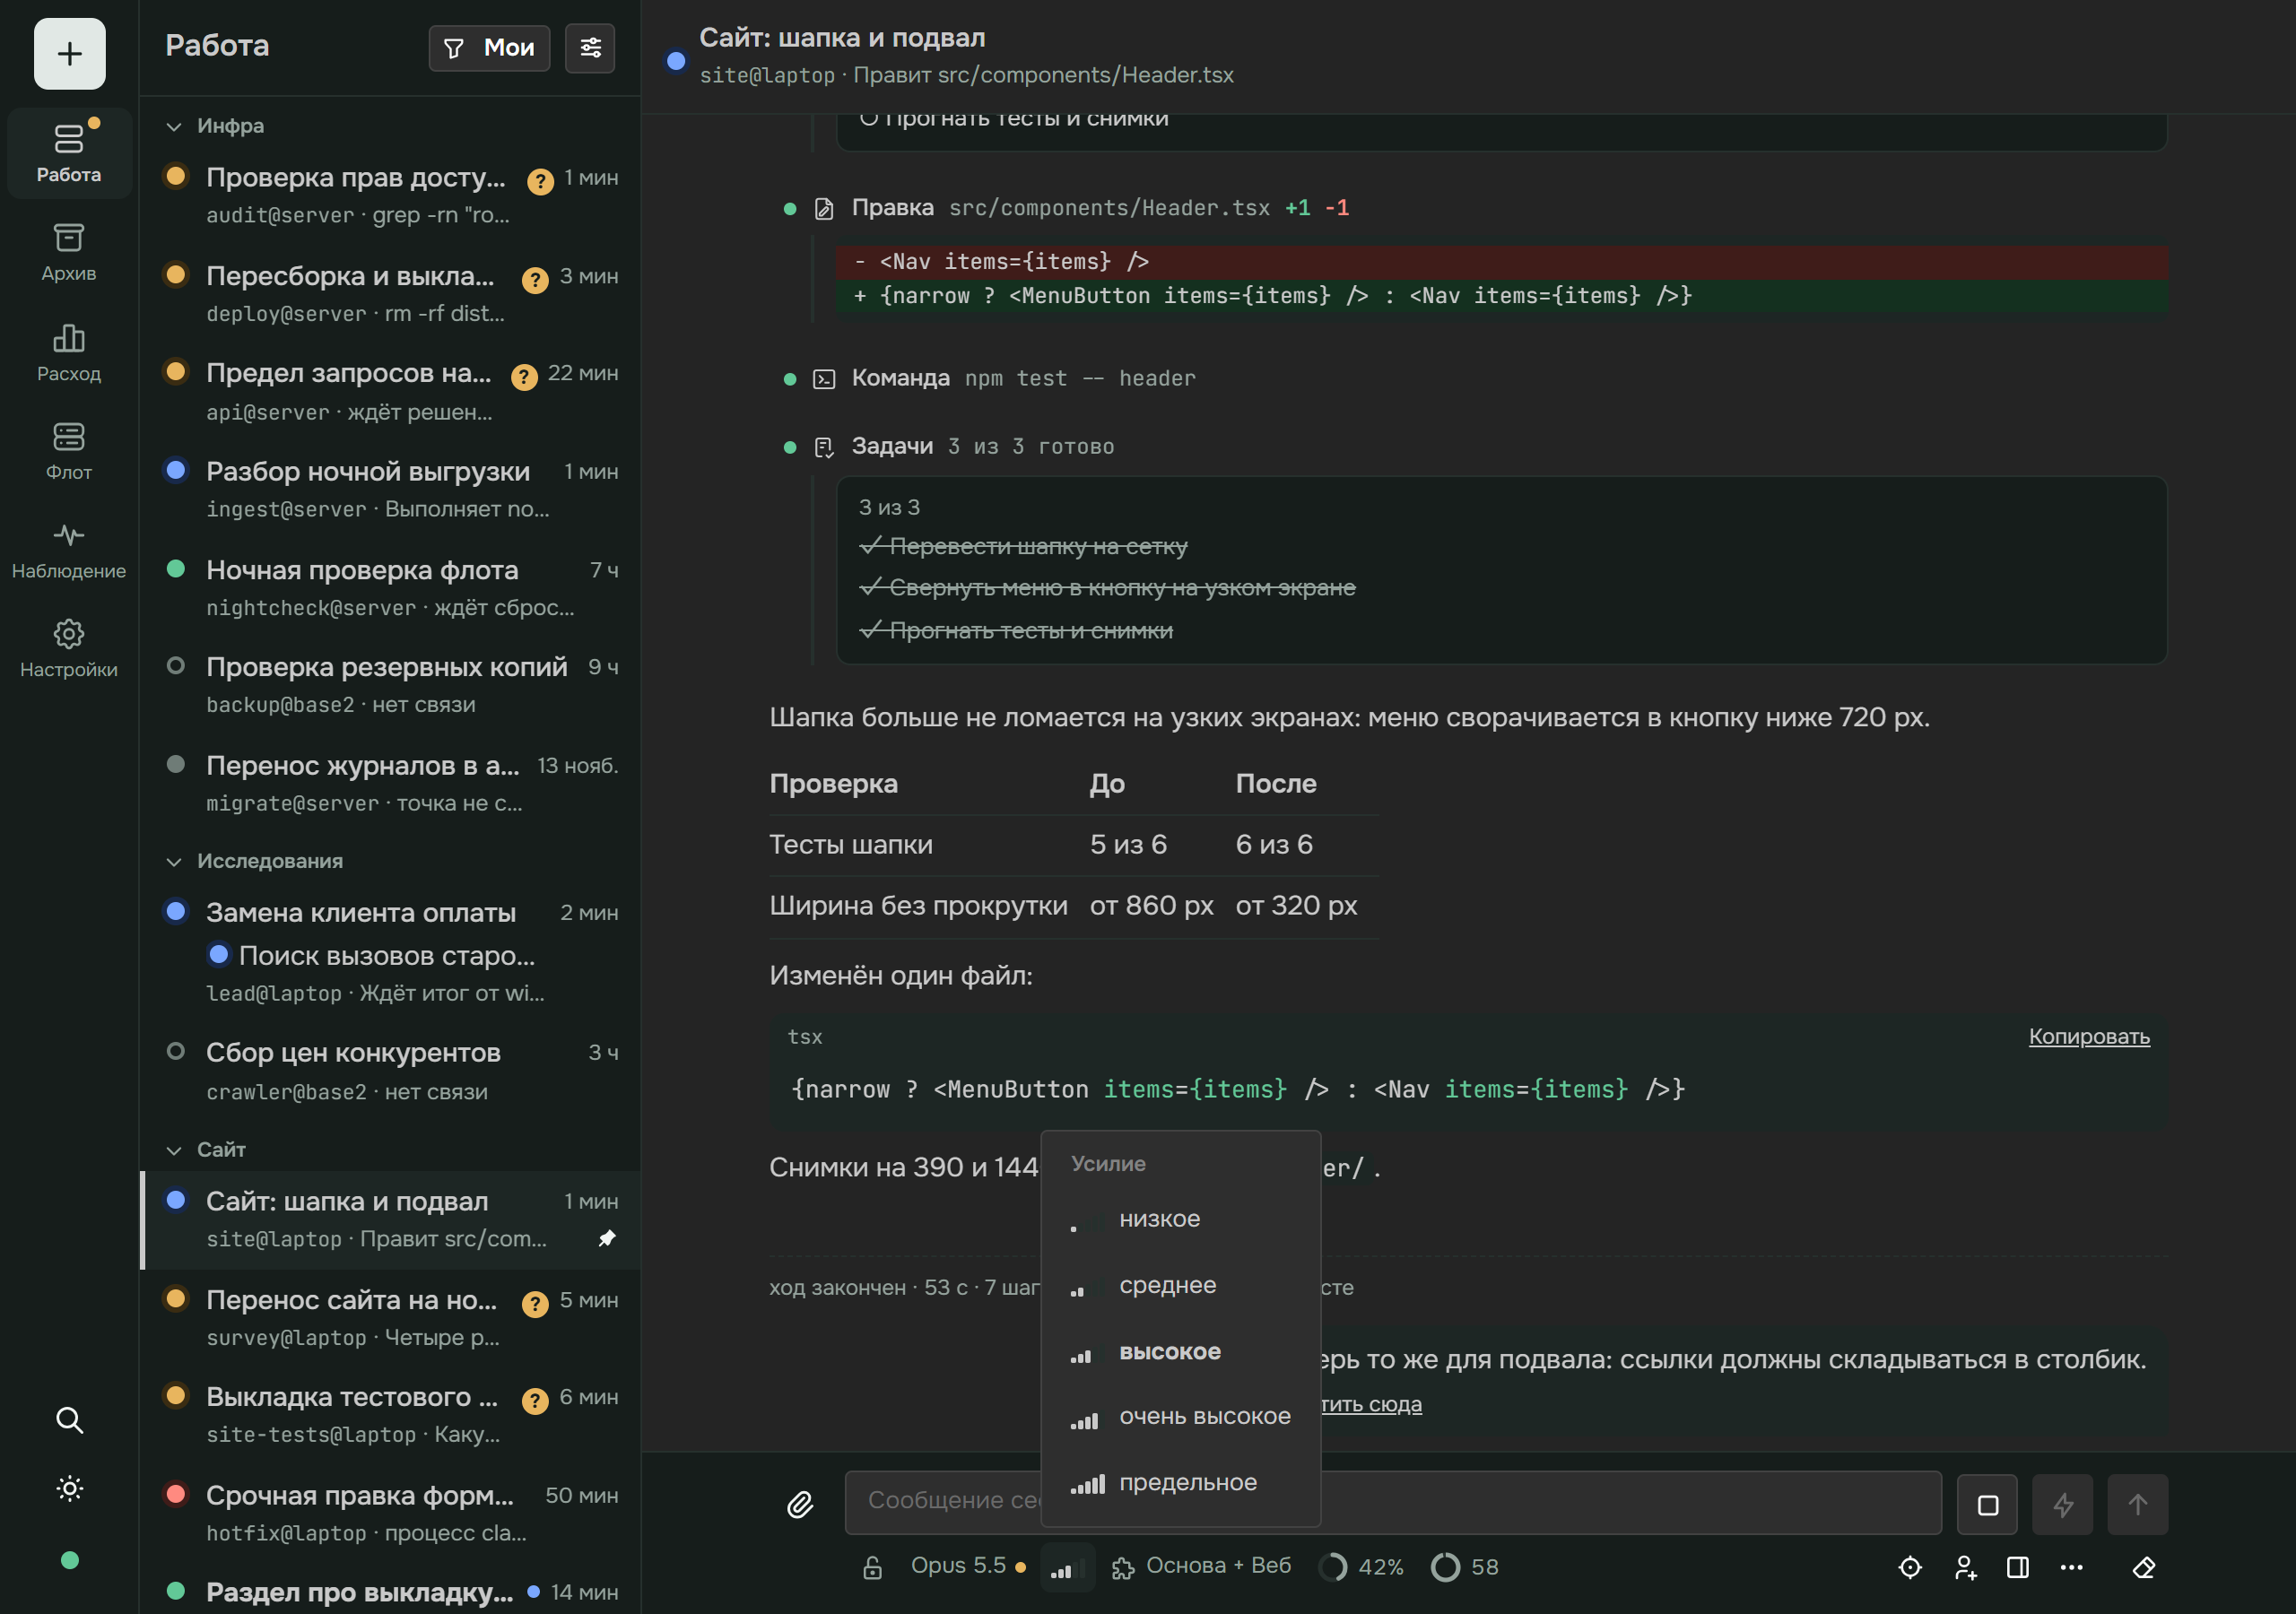 Работа
Архив
Расход
Флот
Наблюдение
Настройки
Работа
Мои
Инфра
Проверка прав досту... ? 1 мин
audit@server · grep -rn "ro...
Пересборка и выкла... ? 3 мин
deploy@server · rm -rf dist...
Предел запросов на... ? 22 мин
api@server · ждёт решен...
Разбор ночной выгрузки 1 мин
ingest@server · Выполняет no...
Ночная проверка флота 7 ч
nightcheck@server · ждёт сброс...
Проверка резервных копий 9 ч
backup@base2 · нет связи
Перенос журналов в а... 13 нояб.
migrate@server · точка не с...
Исследования
Замена клиента оплаты 2 мин
Поиск вызовов старо...
lead@laptop · Ждёт итог от wi...
Сбор цен конкурентов 3 ч
crawler@base2 · нет связи
Сайт
Сайт: шапка и подвал 1 мин
site@laptop · Правит src/com...
Перенос сайта на но... ? 5 мин
survey@laptop · Четыре р...
Выкладка тестового ... ? 6 мин
site-tests@laptop · Каку...
Срочная правка форм... 50 мин
hotfix@laptop · процесс cla...
Раздел про выкладку... 14 мин
Сайт: шапка и подвал
site@laptop · Правит src/components/Header.tsx
Прогнать тесты и снимки
Правка src/components/Header.tsx +1 -1
- <Nav items={items} />
+ {narrow ? <MenuButton items={items} /> : <Nav items={items} />}
Команда npm test -- header
Задачи 3 из 3 готово
3 из 3
✓ Перевести шапку на сетку
✓ Свернуть меню в кнопку на узком экране
✓ Прогнать тесты и снимки
Шапка больше не ломается на узких экранах: меню сворачивается в кнопку ниже 720 px.
Проверка До После
Тесты шапки 5 из 6 6 из 6
Ширина без прокрутки от 860 px от 320 px
Изменён один файл:
tsx Копировать
{narrow ? <MenuButton items={items} /> : <Nav items={items} />}
Снимки на 390 и 144 er/ .
ход закончен · 53 с · 7 шаг сте
ерь то же для подвала: ссылки должны складываться в столбик.
тить сюда
Усилие
низкое
среднее
высокое
очень высокое
предельное
Сообщение се
Opus 5.5 Основа + Веб 42% 58